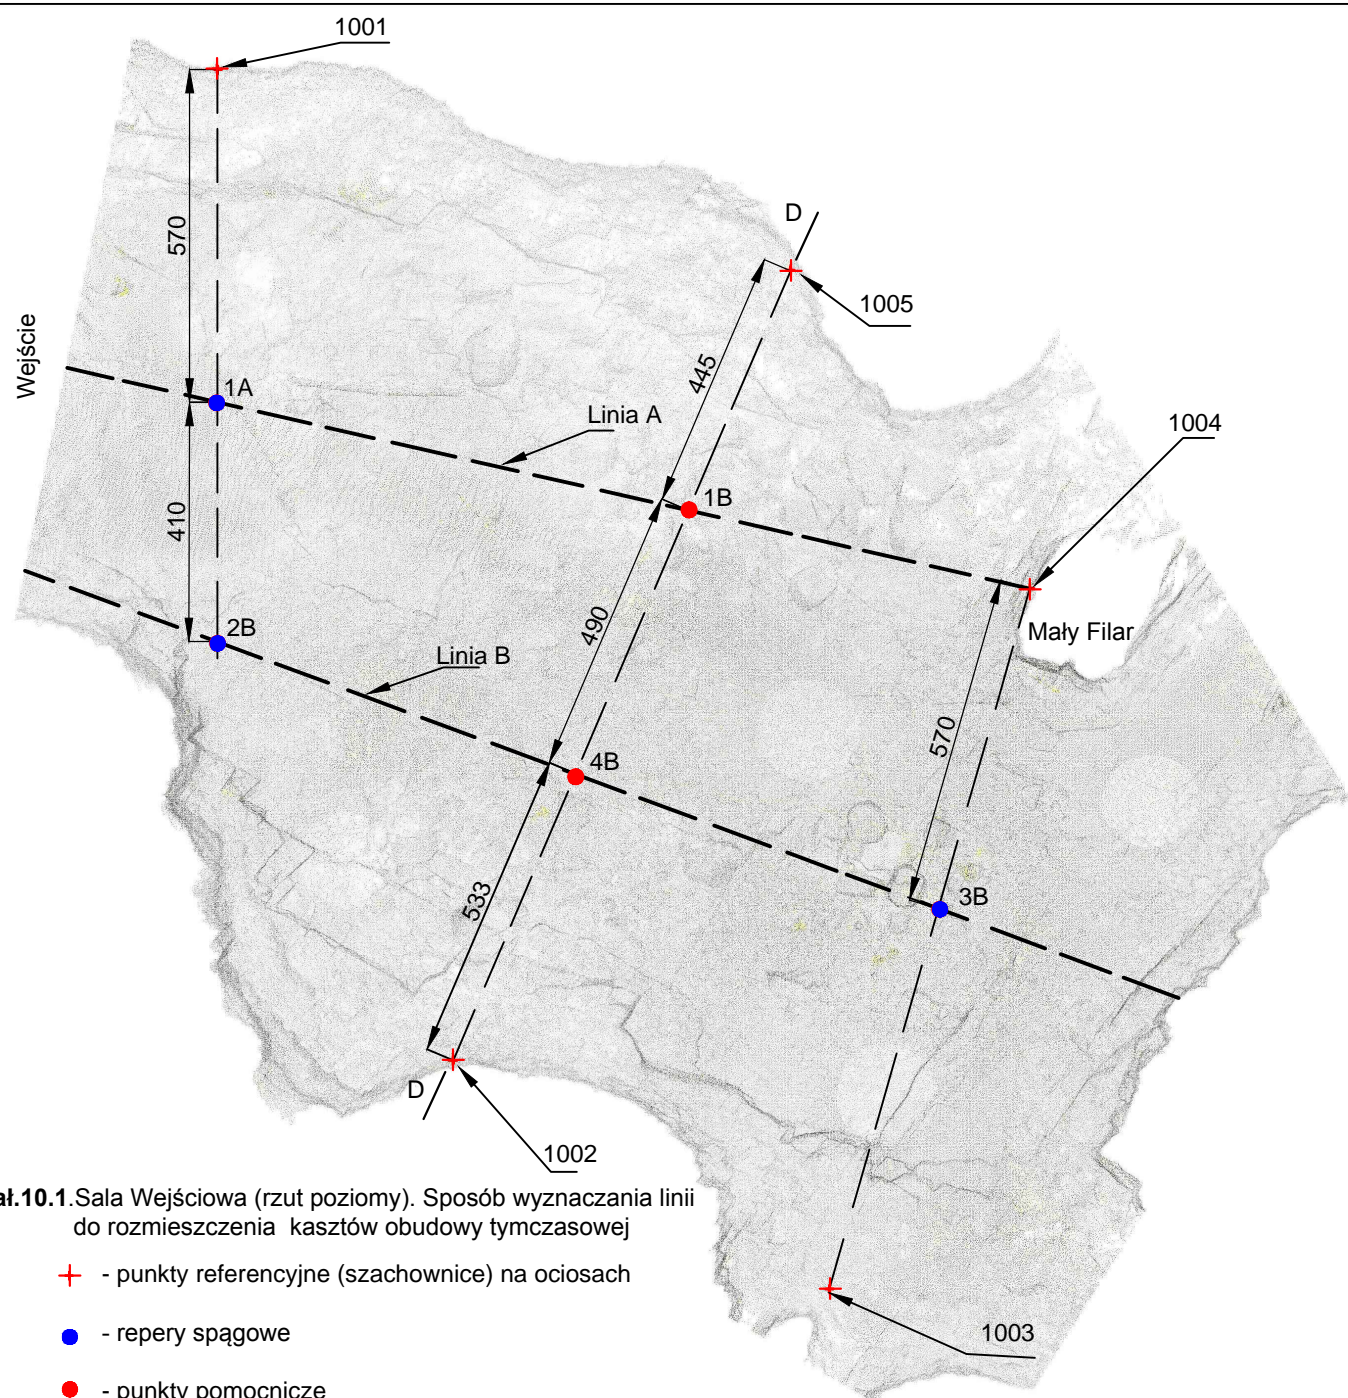 1001
570
D
1005
Wejście
1A
445
Linia A
1004
1B
410
2B
490
Mały Filar
Linia B
570
4B
3B
533
D
1002
ał.10.1.Sala Wejściowa (rzut poziomy). Sposób wyznaczania linii
do rozmieszczenia kasztów obudowy tymczasowej
- punkty referencyjne (szachownice) na ociosach
1003
- repery spągowe
- punkty pomocnicze